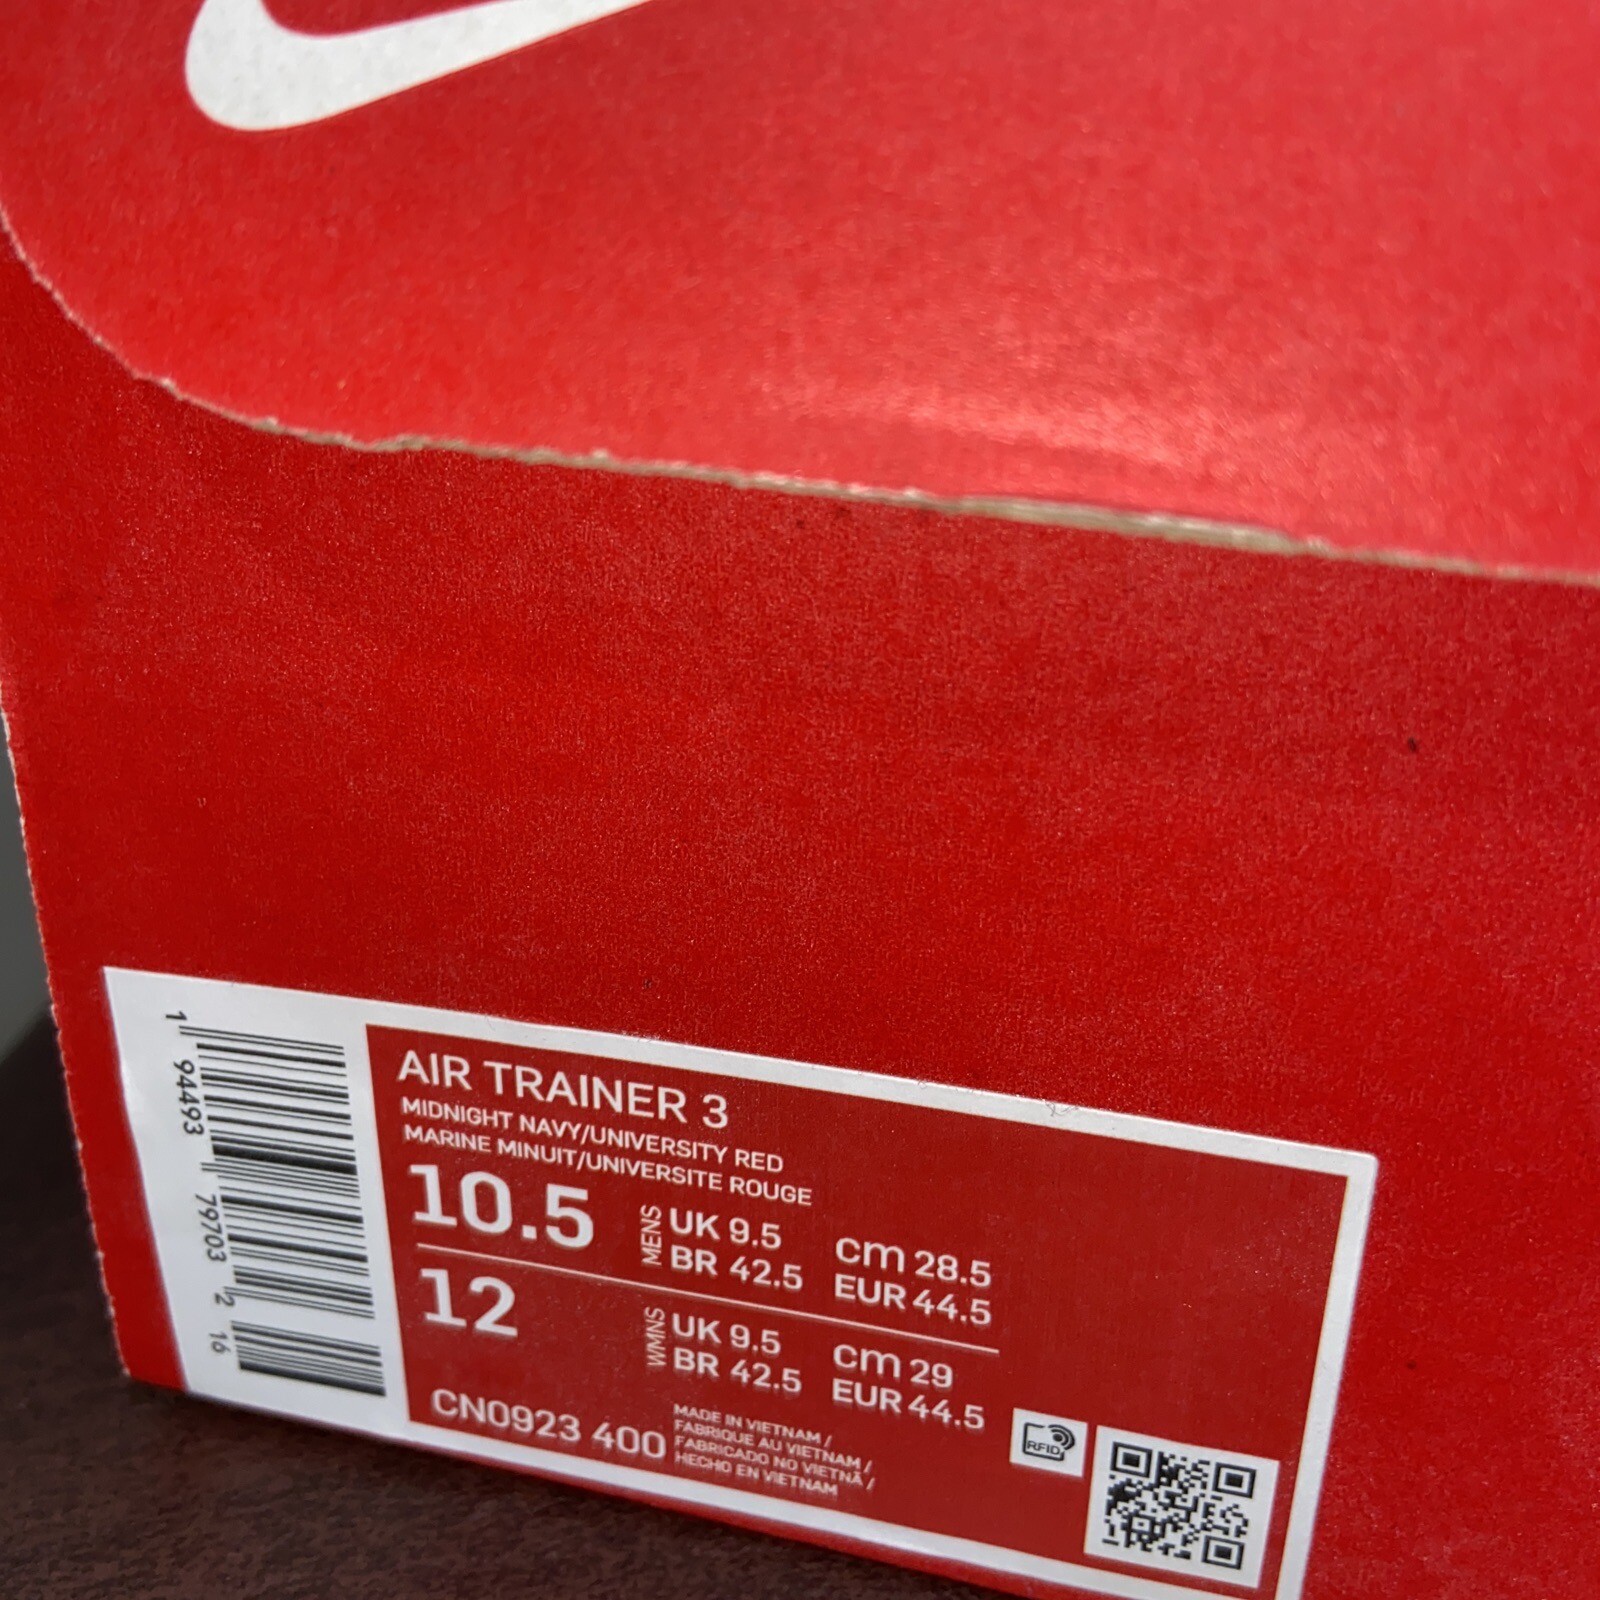 AIR TRAINER 3
MIDNIGHT NAVY/UNIVERSITY RED
MARINE MINUIT/UNIVERSITE ROUGE
10.5
MENS
UK 9.5
BR 42.5
cm 28.5
EUR 44.5
12
WMNS
UK 9.5
BR 42.5
cm 29
EUR 44.5
CN0923 400
MADE IN VIETNAM /
FABRIQUE AU VIETNAM /
FABRICADO NO VIETNÃ /
HECHO EN VIETNAM
RFID
1 94493 79703 2 16